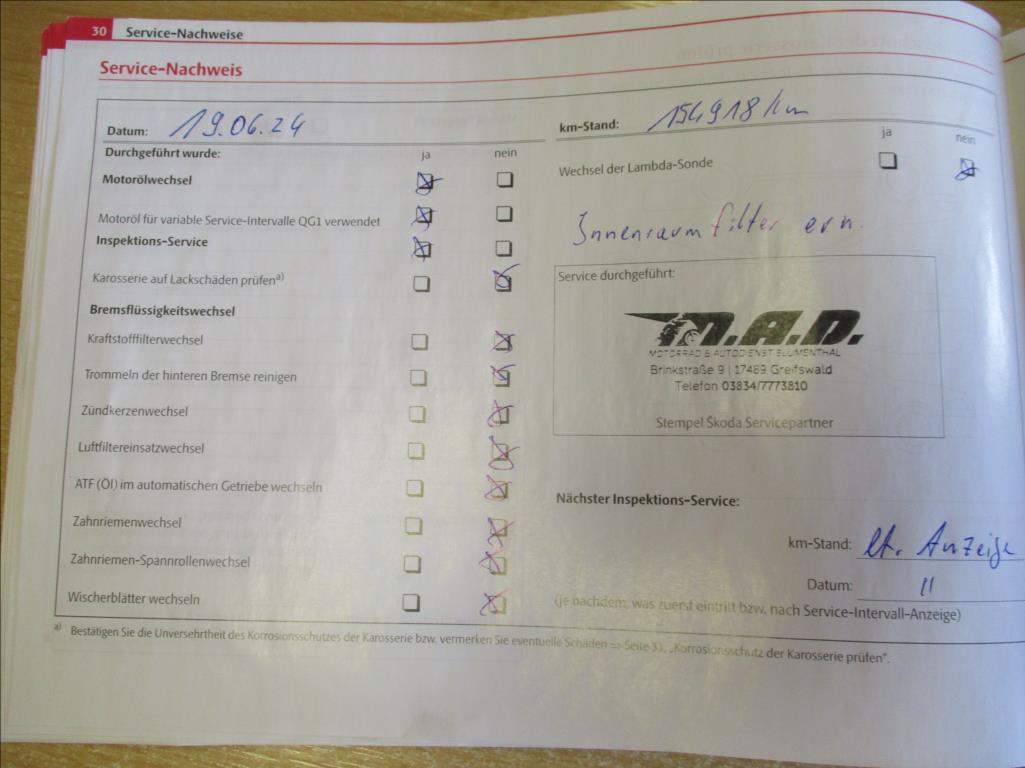 30 Service-Nachweise
Service-Nachweis
Datum: 19.06.24
km-Stand: 154918 km
Durchgeführt wurde: ja nein
ja nein
Motorölwechsel
Wechsel der Lambda-Sonde
Motoröl für variable Service-Intervalle QG1 verwendet
Innenraumfilter ern.
Inspektions-Service
Karosserie auf Lackschäden prüfen a)
Bremsflüssigkeitswechsel
Kraftstofffilterwechsel
Trommeln der hinteren Bremse reinigen
Zündkerzenwechsel
Luftfiltereinsatzwechsel
ATF (Öl) im automatischen Getriebe wechseln
Zahnriemenwechsel
Zahnriemen-Spannrollenwechsel
Wischerblätter wechseln
Service durchgeführt:
M.A.D.
MOTORRAD & AUTODIENST BLUMENTHAL
Brinkstraße 9 | 17489 Greifswald
Telefon 03834/7773810
Stempel Škoda Servicepartner
Nächster Inspektions-Service:
km-Stand: lt. Anzeige
Datum: "
(je nachdem, was zuerst eintritt bzw. nach Service-Intervall-Anzeige)
a) Bestätigen Sie die Unversehrtheit des Korrosionsschutzes der Karosserie bzw. vermerken Sie eventuelle Schäden => Seite 31, „Korrosionsschutz der Karosserie prüfen“.